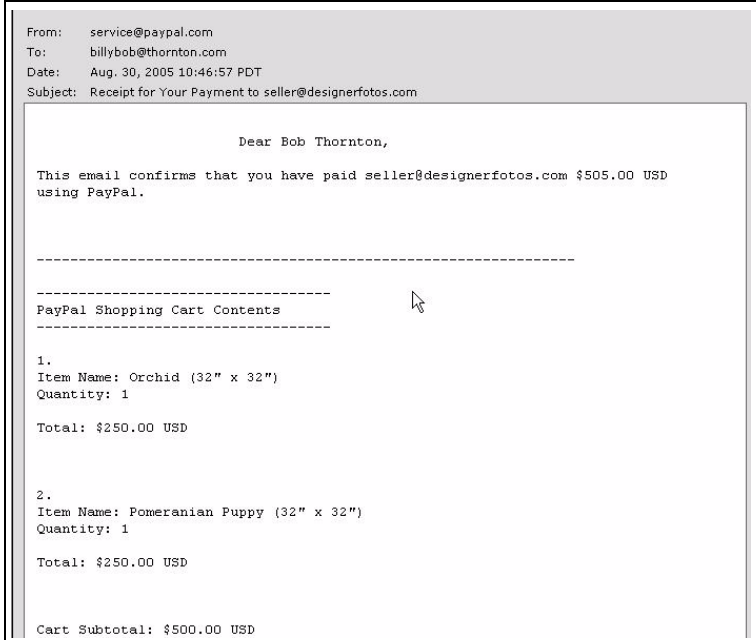 From: service@paypal.com
To: billybob@thornton.com
Date: Aug. 30, 2005 10:46:57 PDT
Subject: Receipt for Your Payment to seller@designerfotos.com
Dear Bob Thornton,
This email confirms that you have paid seller@designerfotos.com $505.00 USD
using PayPal.
----------------------------------------------------------------
-----------------------------------
PayPal Shopping Cart Contents
-----------------------------------
1.
Item Name: Orchid (32" x 32")
Quantity: 1
Total: $250.00 USD
2.
Item Name: Pomeranian Puppy (32" x 32")
Quantity: 1
Total: $250.00 USD
Cart Subtotal: $500.00 USD